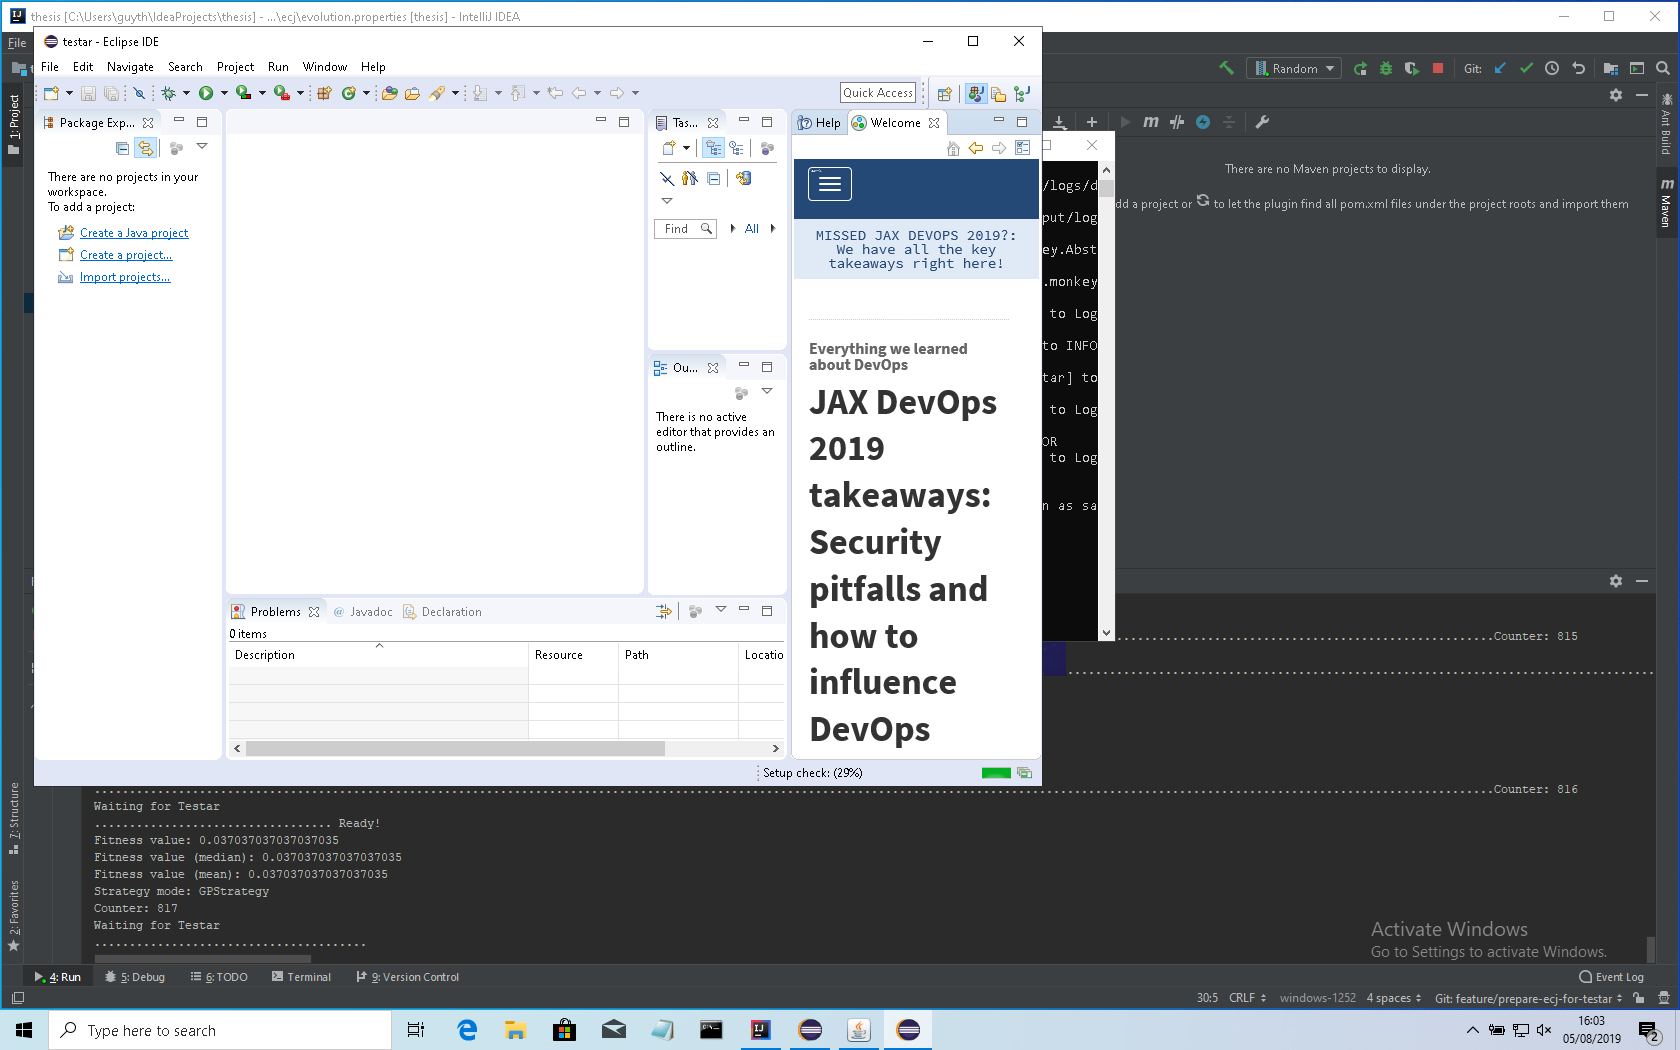 thesis [C:\Users\guyth\IdeaProjects\thesis] - ...\ecj\evolution.properties [thesis] - IntelliJ IDEA
File
testar - Eclipse IDE
File Edit Navigate Search Project Run Window Help
Random
Git:
Quick Access
1: Project
Package Exp...
There are no projects in your
workspace.
To add a project:
Create a Java project
Create a project...
Import projects...
Tas...
Find
All
Ou...
There is no active
editor that provides an
outline.
Help
Welcome
MISSED JAX DEVOPS 2019?:
We have all the key
takeaways right here!
Everything we learned
about DevOps
JAX DevOps
2019
takeaways:
Security
pitfalls and
how to
influence
DevOps
Problems
@ Javadoc
Declaration
0 items
Description
Resource
Path
Locatio
Setup check: (29%)
/logs/d
put/log
ey.Abst
.monkey
to Log
to INFO
tar] to
to Log
OR
to Log
n as sa
There are no Maven projects to display.
dd a project or to let the plugin find all pom.xml files under the project roots and import them
Ant Build
m Maven
Counter: 815
Counter: 816
Waiting for Testar
.................................. Ready!
Fitness value: 0.037037037037037035
Fitness value (median): 0.037037037037037035
Fitness value (mean): 0.037037037037037035
Strategy mode: GPStrategy
Counter: 817
Waiting for Testar
.......................................
7: Structure
2: Favorites
Activate Windows
Go to Settings to activate Windows.
4: Run
5: Debug
6: TODO
Terminal
9: Version Control
Event Log
30:5 CRLF windows-1252 4 spaces Git: feature/prepare-ecj-for-testar
Type here to search
16:03
05/08/2019
2